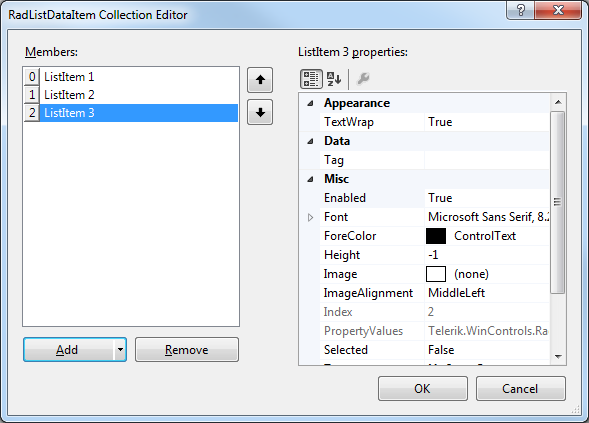 RadListDataItem Collection Editor
Members:
0 ListItem 1
1 ListItem 2
2 ListItem 3
Add
Remove
ListItem 3 properties:
Appearance
TextWrap True
Data
Tag
Misc
Enabled True
Font Microsoft Sans Serif, 8.2
ForeColor ControlText
Height -1
Image (none)
ImageAlignment MiddleLeft
Index 2
PropertyValues Telerik.WinControls.Ra
Selected False
OK
Cancel